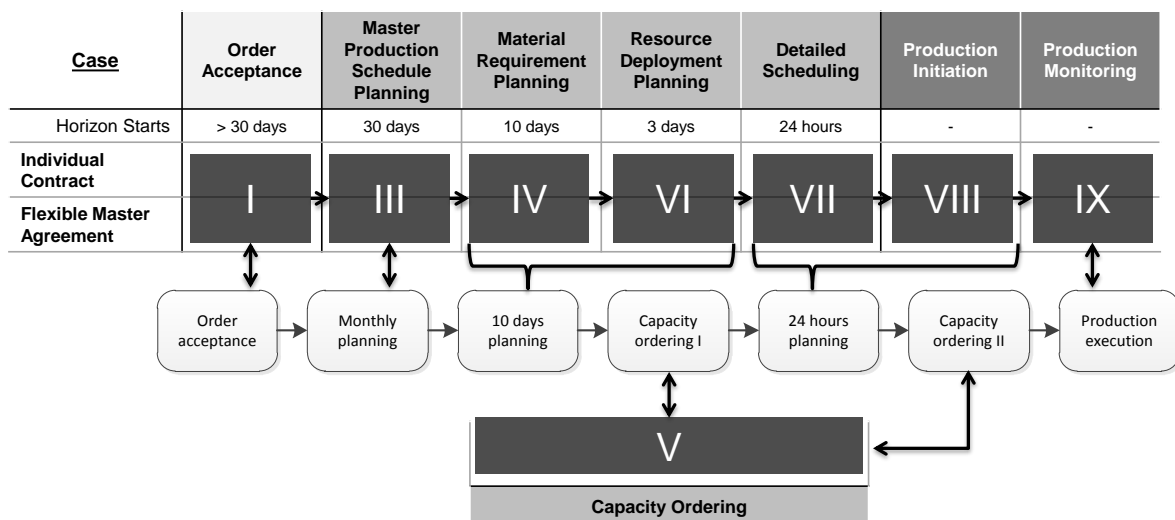 Case
Order
Acceptance
Master
Production
Schedule
Planning
Material
Requirement
Planning
Resource
Deployment
Planning
Detailed
Scheduling
Production
Initiation
Production
Monitoring
Horizon Starts
> 30 days
30 days
10 days
3 days
24 hours
-
-
Individual
Contract
Flexible Master
Agreement
I
III
IV
VI
VII
VIII
IX
Order
acceptance
Monthly
planning
10 days
planning
Capacity
ordering I
24 hours
planning
Capacity
ordering II
Production
execution
V
Capacity Ordering